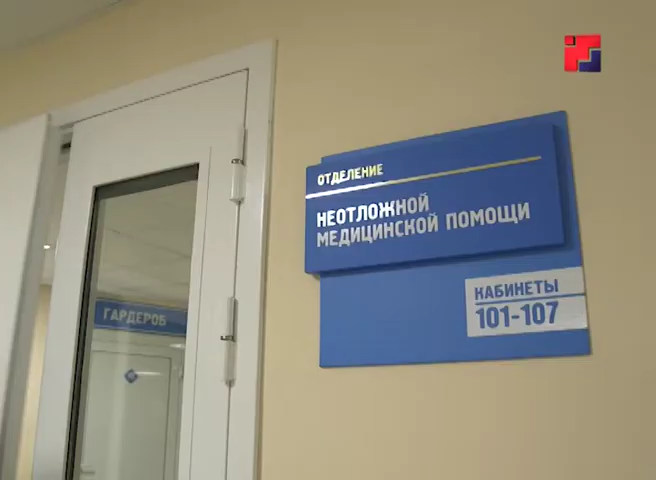 ОТДЕЛЕНИЕ
НЕОТЛОЖНОЙ
МЕДИЦИНСКОЙ ПОМОЩИ
КАБИНЕТЫ
101-107
ГАРДЕРОБ